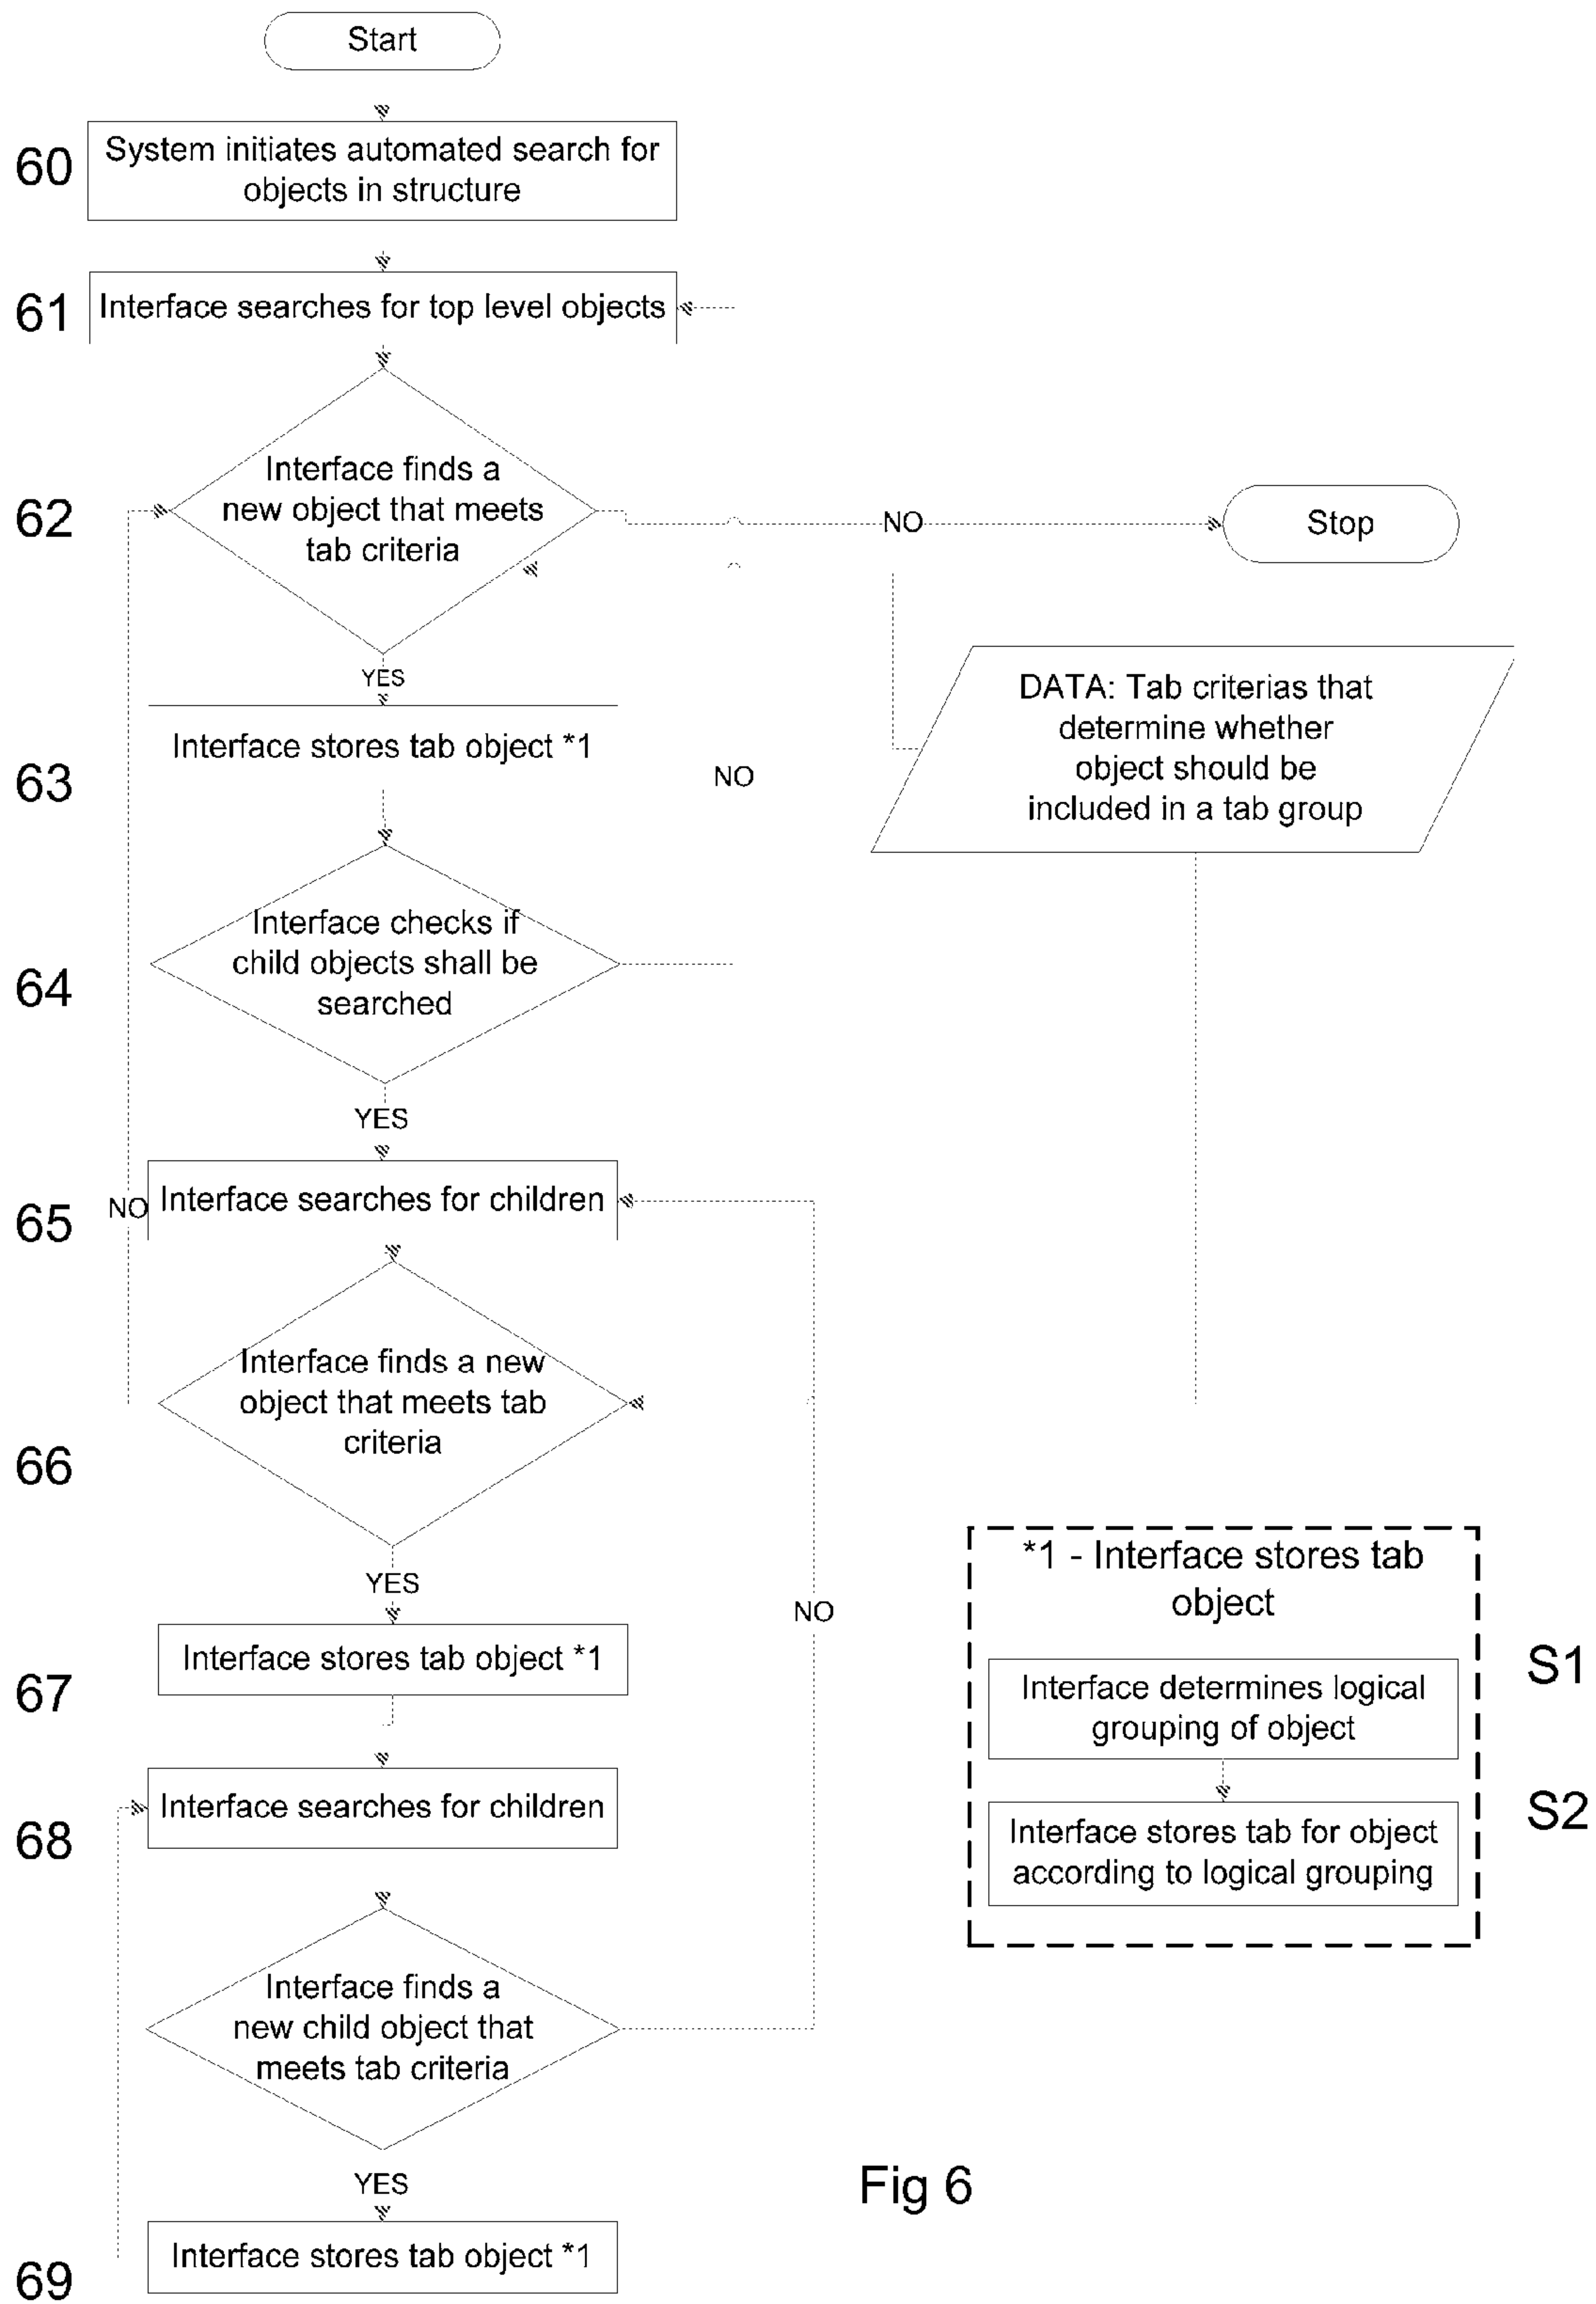 Start
60
System initiates automated search for
objects in structure
61
Interface searches for top level objects
62
Interface finds a
new object that meets
tab criteria
NO
Stop
YES
DATA: Tab criterias that
determine whether
object should be
included in a tab group
63
Interface stores tab object *1
NO
64
Interface checks if
child objects shall be
searched
YES
65
NO
Interface searches for children
66
Interface finds a new
object that meets tab
criteria
YES
NO
67
Interface stores tab object *1
68
Interface searches for children
Interface finds a
new child object that
meets tab criteria
YES
69
Interface stores tab object *1
*1 - Interface stores tab
object
S1
Interface determines logical
grouping of object
S2
Interface stores tab for object
according to logical grouping
Fig 6